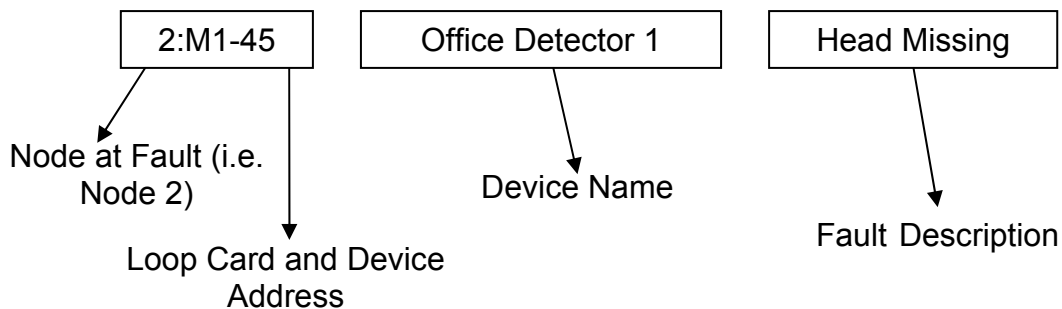 2:M1-45
Office Detector 1
Head Missing
Node at Fault (i.e.
Node 2)
Device Name
Fault Description
Loop Card and Device
Address